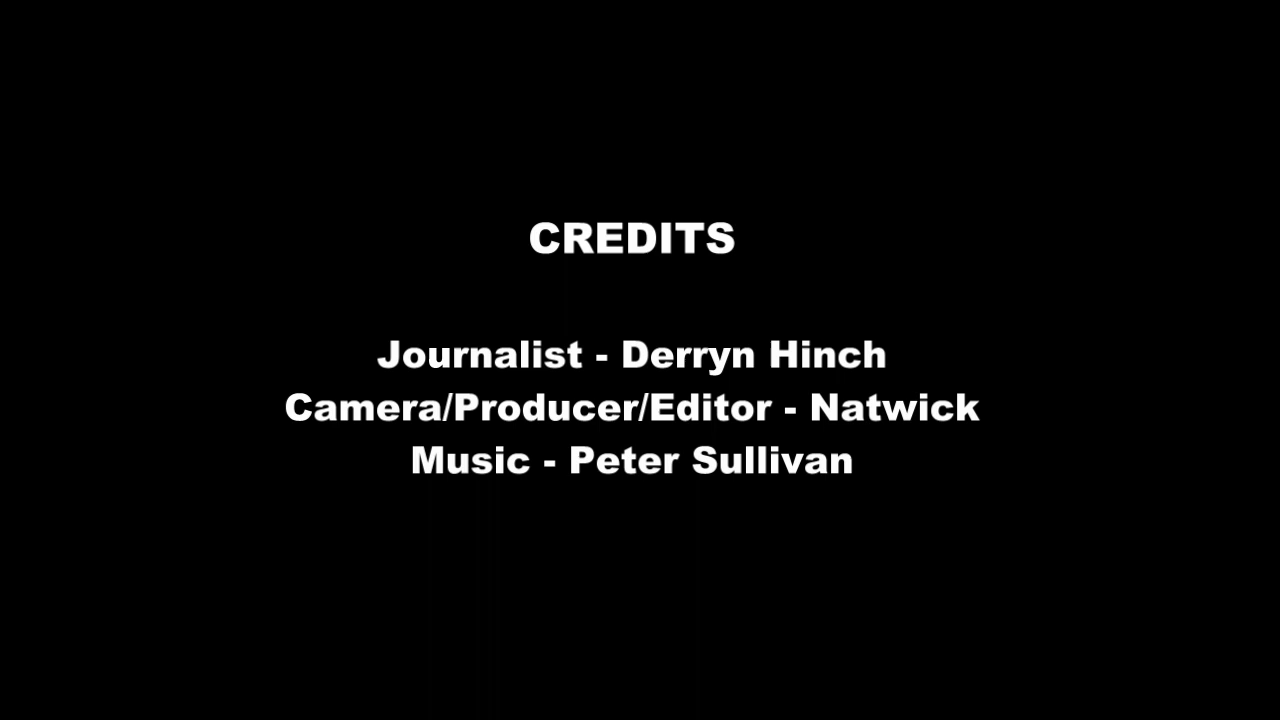 CREDITS
Journalist - Derryn Hinch
Camera/Producer/Editor - Natwick
Music - Peter Sullivan